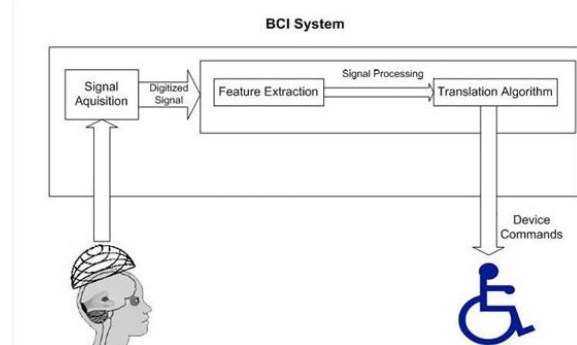 BCI System
Signal
Aquisition
Digitized
Signal
Feature Extraction
Signal Processing
Translation Algorithm
Device
Commands